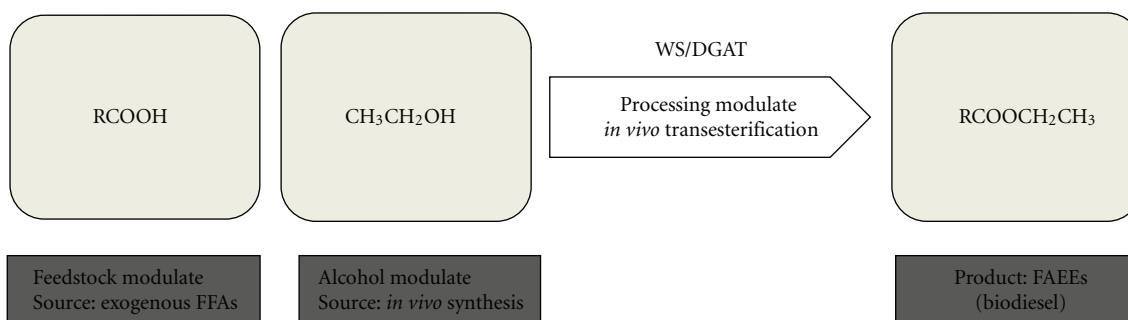 RCOOH
CH₃CH₂OH
WS/DGAT
Processing modulate
in vivo transesterification
RCOOCH₂CH₃
Feedstock modulate
Source: exogenous FFAs
Alcohol modulate
Source: in vivo synthesis
Product: FAEEs
(biodiesel)